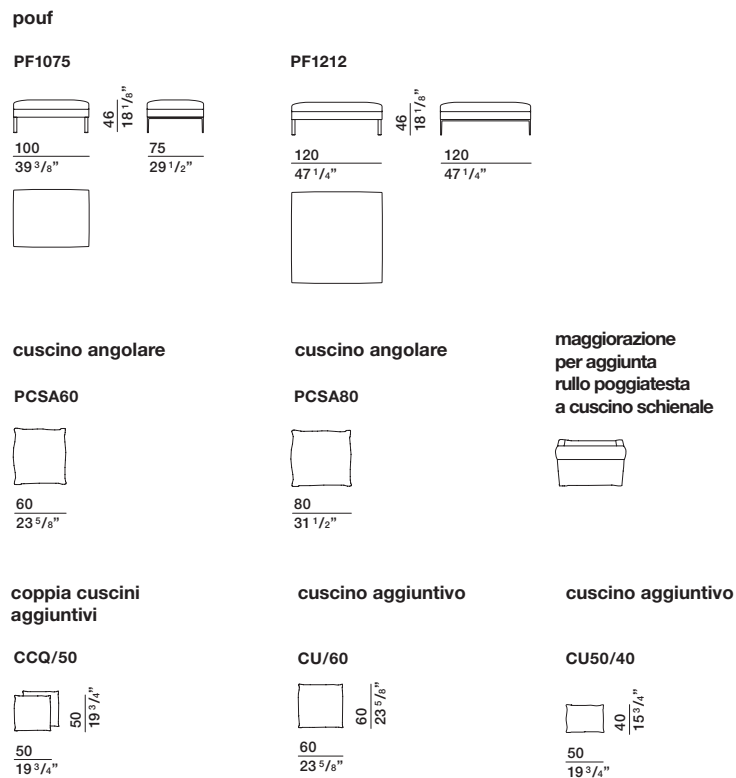 pouf
PF1075
PF1212
46
18 1/8”
46
18 1/8”
100
39 3/8”
75
29 1/2”
120
47 1/4”
120
47 1/4”
cuscino angolare
cuscino angolare
maggiorazione
per aggiunta
rullo poggiatesta
a cuscino schienale
PCSA60
PCSA80
60
23 5/8”
80
31 1/2”
coppia cuscini
aggiuntivi
cuscino aggiuntivo
cuscino aggiuntivo
CCQ/50
CU/60
CU50/40
50
19 3/4”
60
23 5/8”
40
15 3/4”
50
19 3/4”
60
23 5/8”
50
19 3/4”